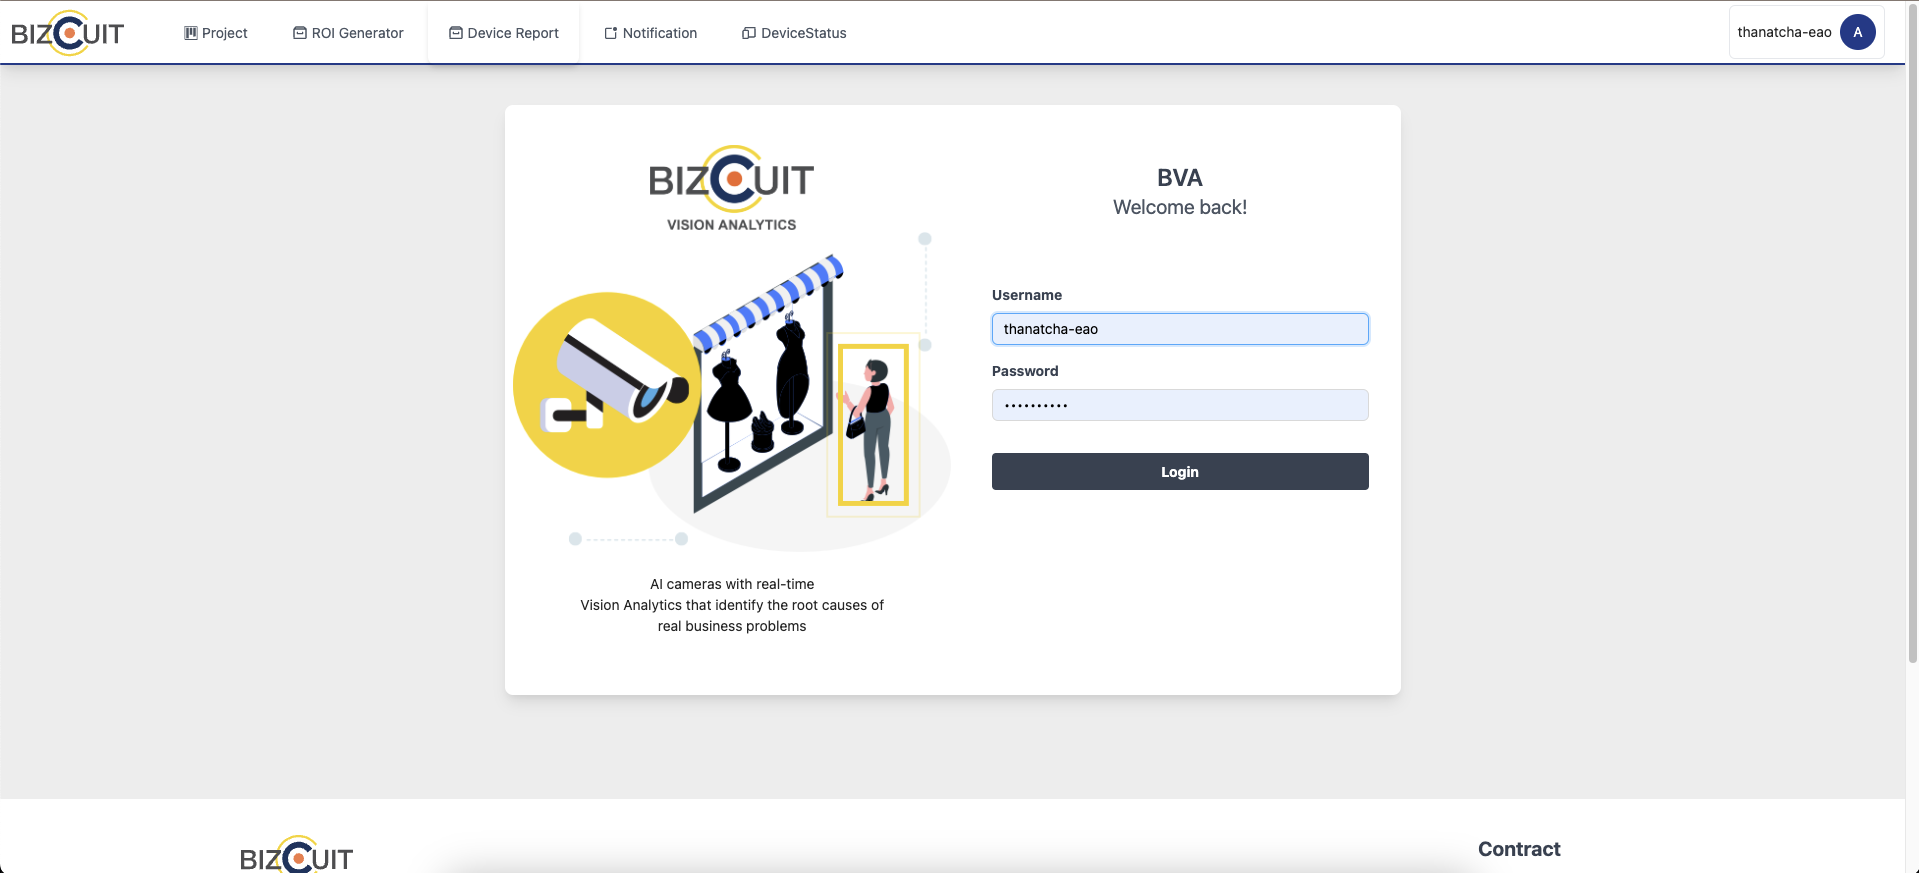 BIZCUIT
Project
ROI Generator
Device Report
Notification
DeviceStatus
thanatcha-eao
A
BIZCUIT
VISION ANALYTICS
AI cameras with real-time
Vision Analytics that identify the root causes of
real business problems
BVA
Welcome back!
Username
thanatcha-eao
Password
••••••••••
Login
BIZCUIT
Contract